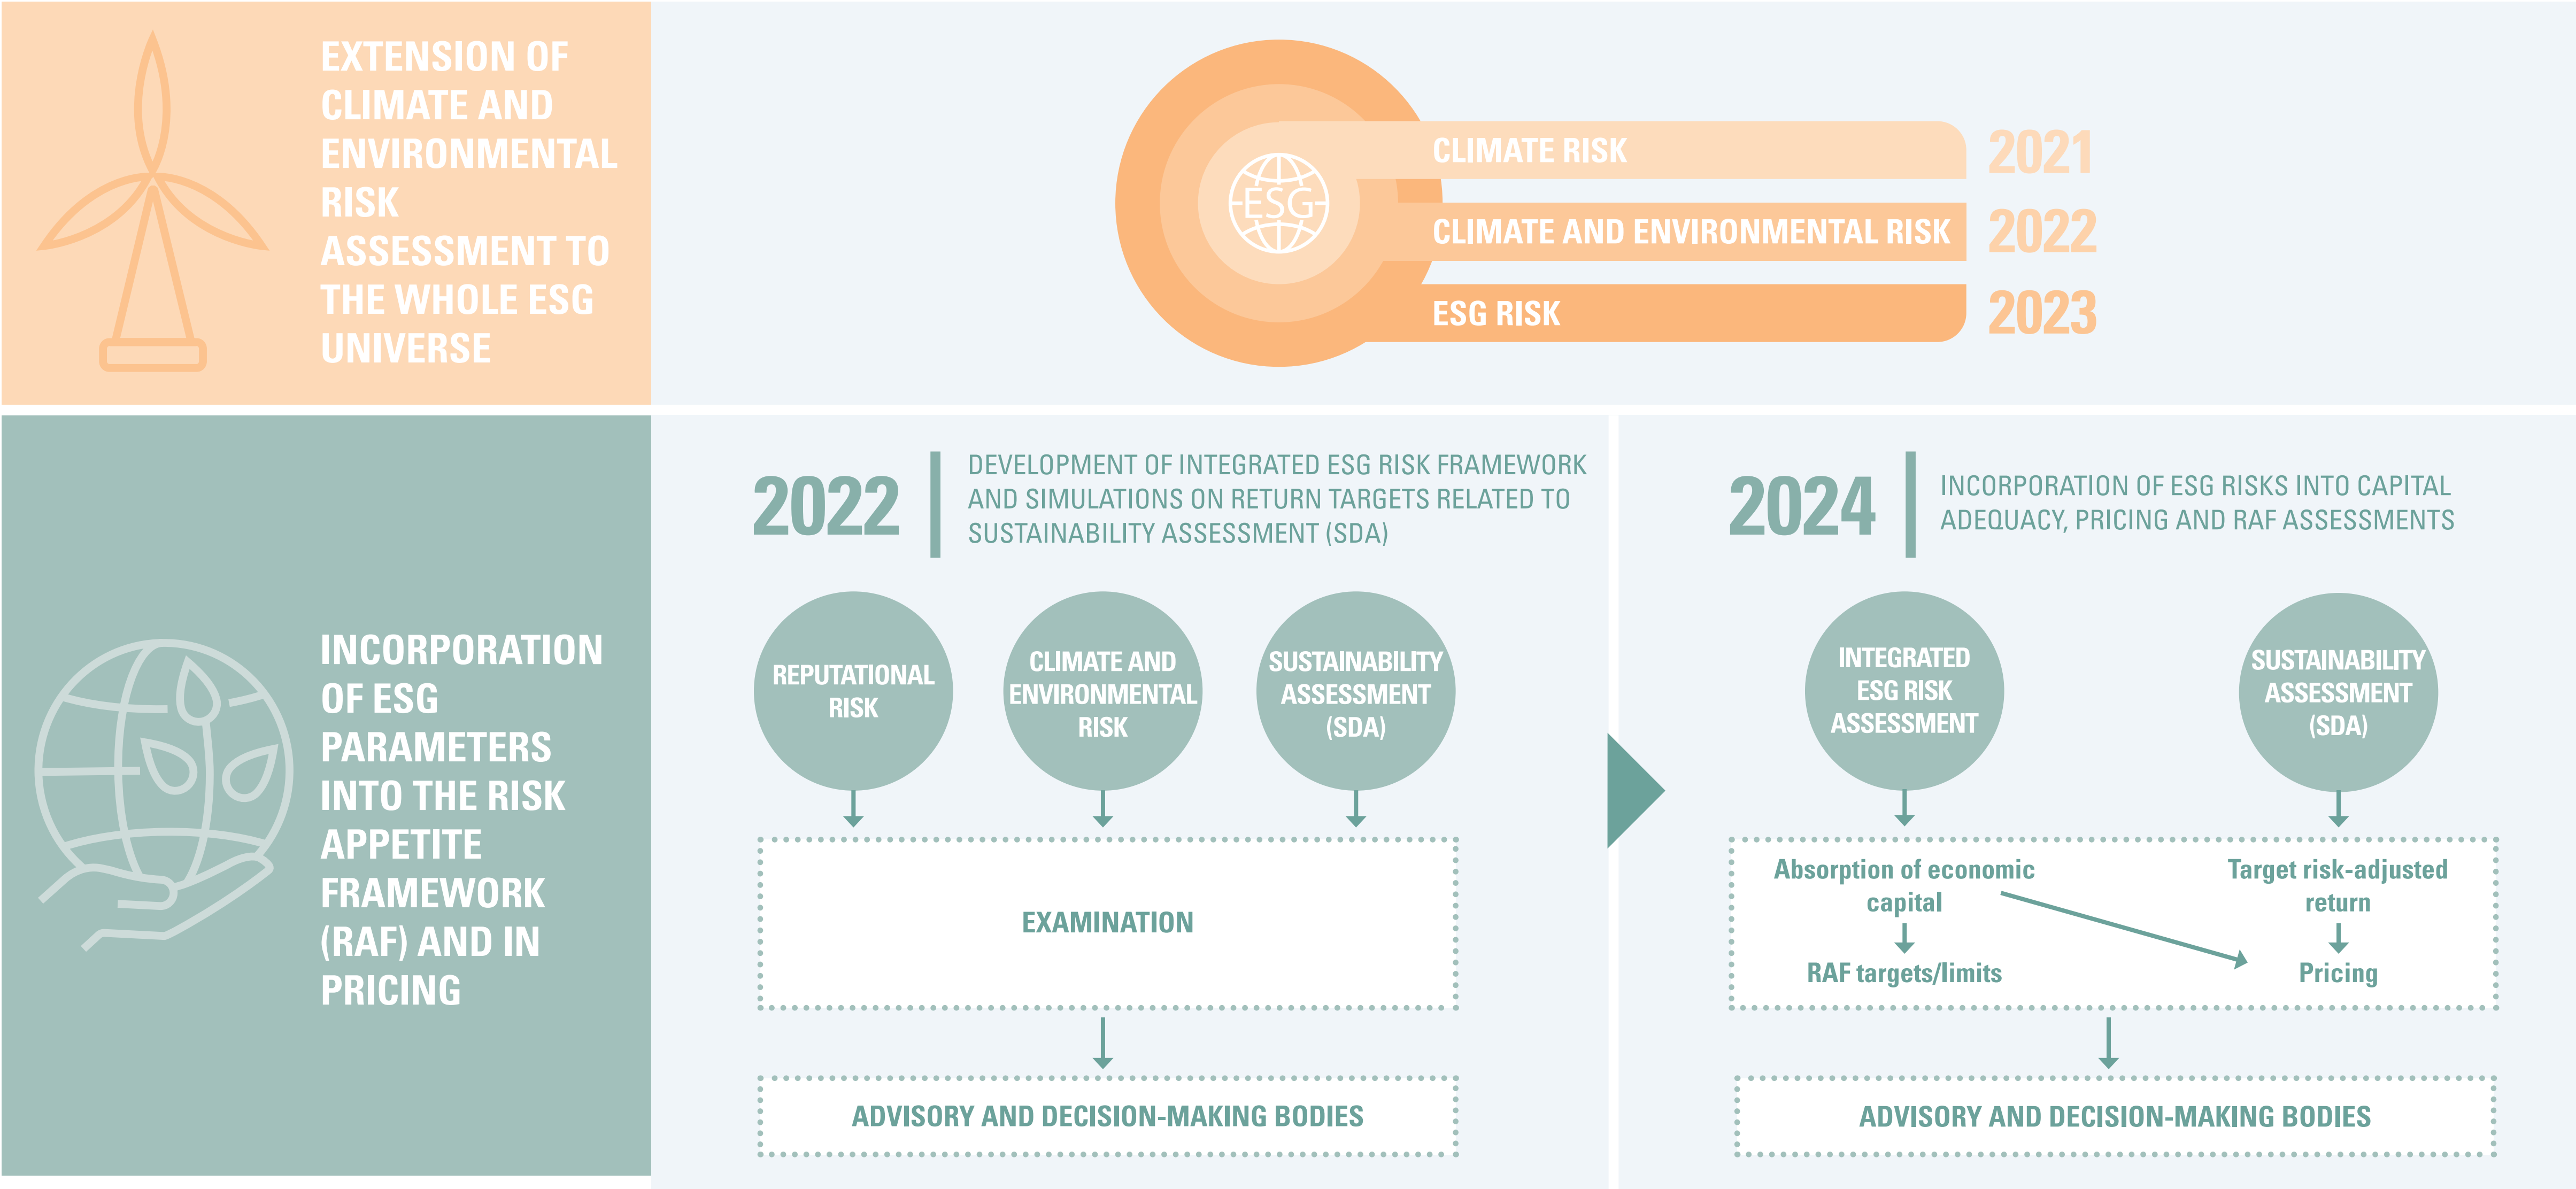 EXTENSION OF
CLIMATE AND
ENVIRONMENTAL
RISK
ASSESSMENT TO
THE WHOLE ESG
UNIVERSE
ESG
CLIMATE RISK
2021
CLIMATE AND ENVIRONMENTAL RISK
2022
ESG RISK
2023
INCORPORATION
OF ESG
PARAMETERS
INTO THE RISK
APPETITE
FRAMEWORK
(RAF) AND IN
PRICING
2022
DEVELOPMENT OF INTEGRATED ESG RISK FRAMEWORK
AND SIMULATIONS ON RETURN TARGETS RELATED TO
SUSTAINABILITY ASSESSMENT (SDA)
REPUTATIONAL
RISK
CLIMATE AND
ENVIRONMENTAL
RISK
SUSTAINABILITY
ASSESSMENT
(SDA)
EXAMINATION
ADVISORY AND DECISION-MAKING BODIES
2024
INCORPORATION OF ESG RISKS INTO CAPITAL
ADEQUACY, PRICING AND RAF ASSESSMENTS
INTEGRATED
ESG RISK
ASSESSMENT
SUSTAINABILITY
ASSESSMENT
(SDA)
Absorption of economic
capital
RAF targets/limits
Target risk-adjusted
return
Pricing
ADVISORY AND DECISION-MAKING BODIES